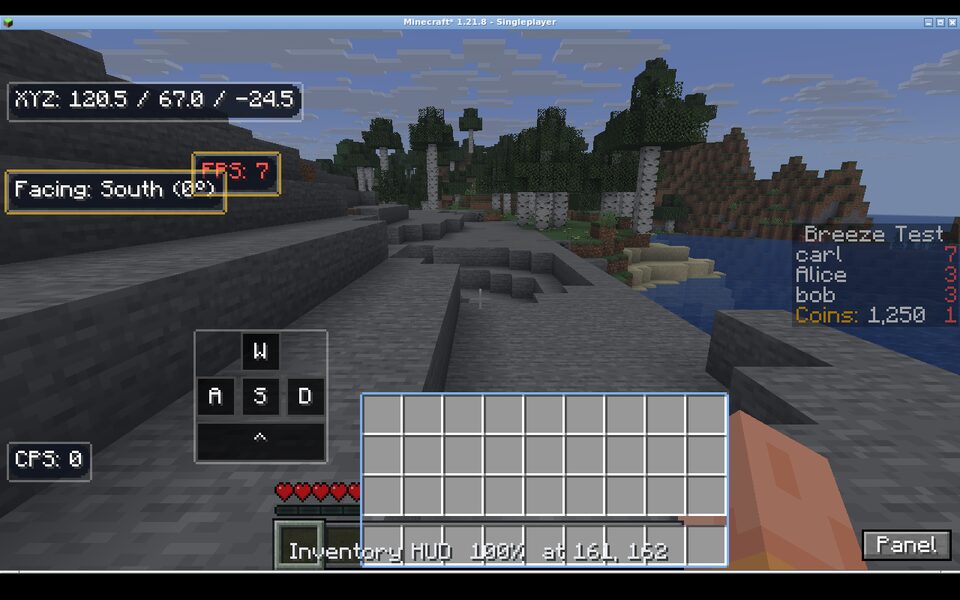 Minecraft* 1.21.8 - Singleplayer
XYZ: 120.5 / 67.0 / -24.5
FPS: 7
Facing: South (0°)
Breeze Test
carl 7
Alice 3
bob 3
Coins: 1,250 1
W
A S D
^
CPS: 0
Inventory HUD 100% at 161, 162
Panel